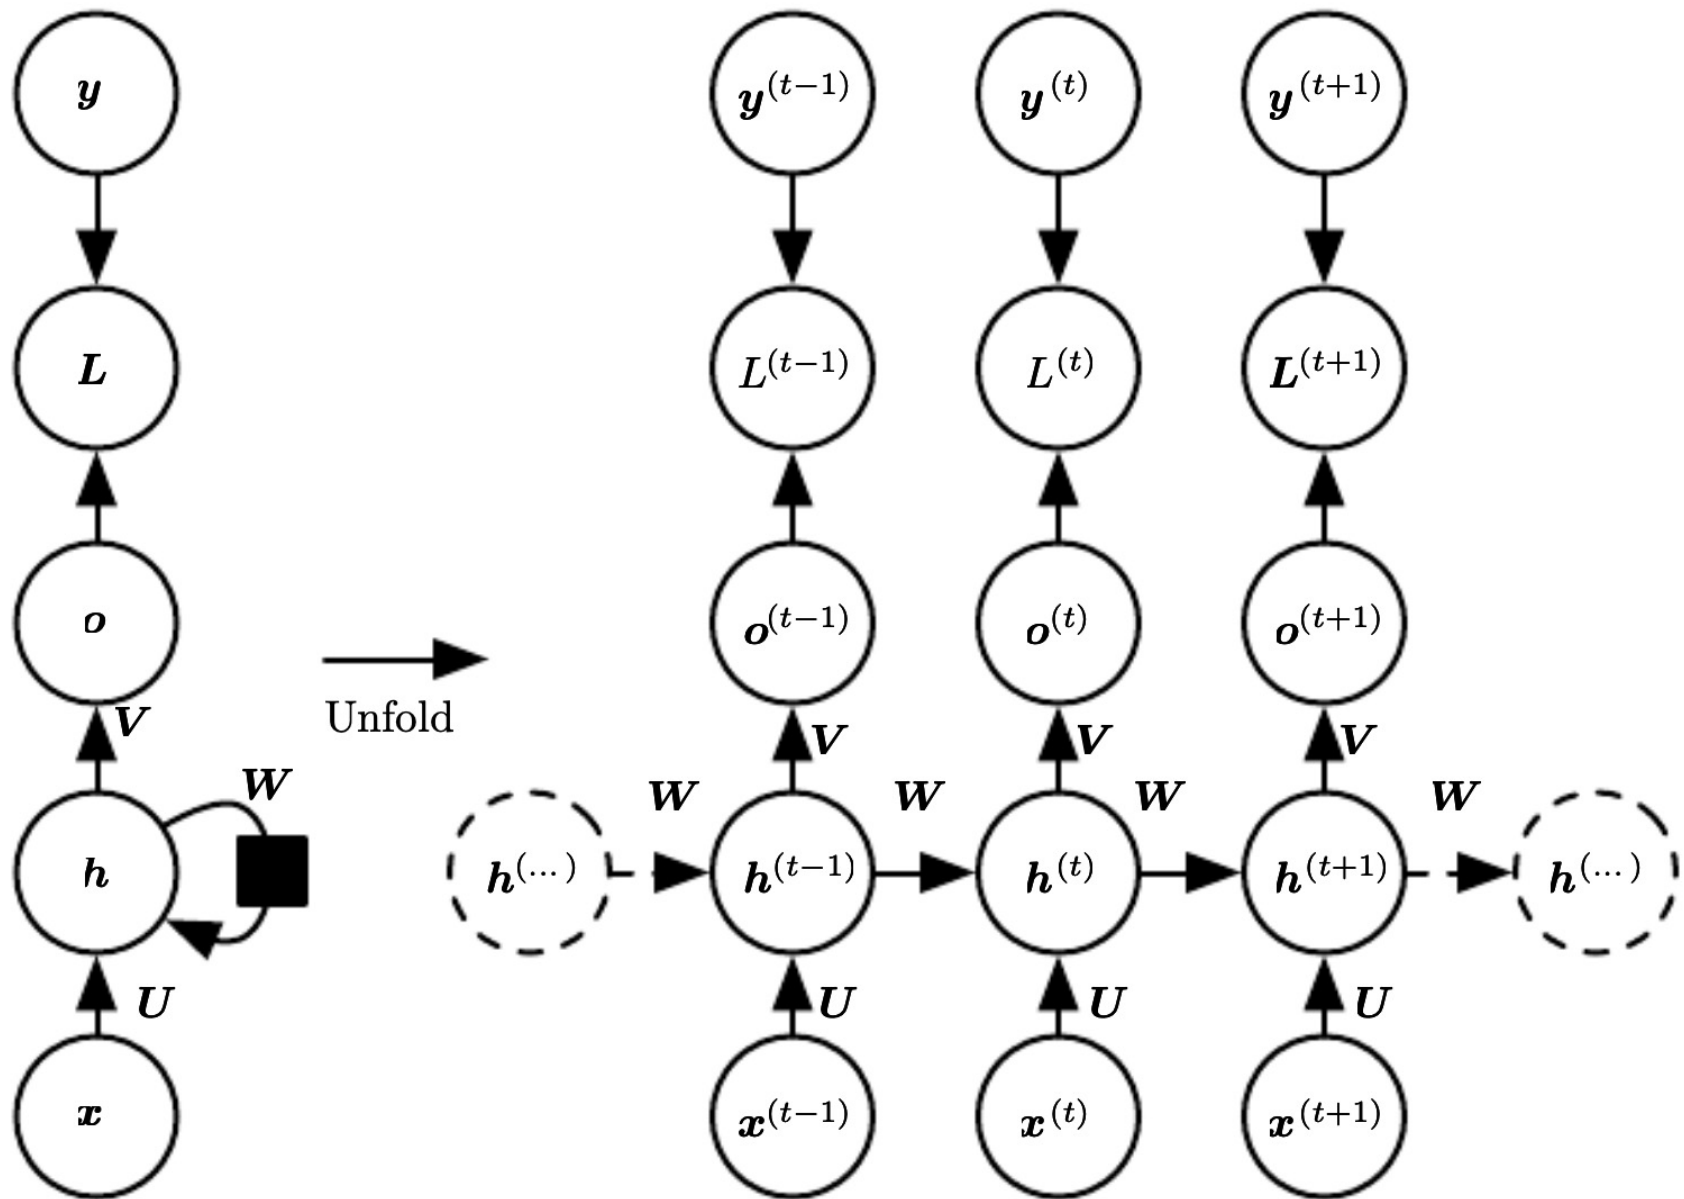 y
y(t−1)
y(t)
y(t+1)
L
L(t−1)
L(t)
L(t+1)
o
o(t−1)
o(t)
o(t+1)
Unfold
V
V
V
V
W
W
W
W
W
h
h(...)
h(t−1)
h(t)
h(t+1)
h(...)
U
U
U
U
x
x(t−1)
x(t)
x(t+1)